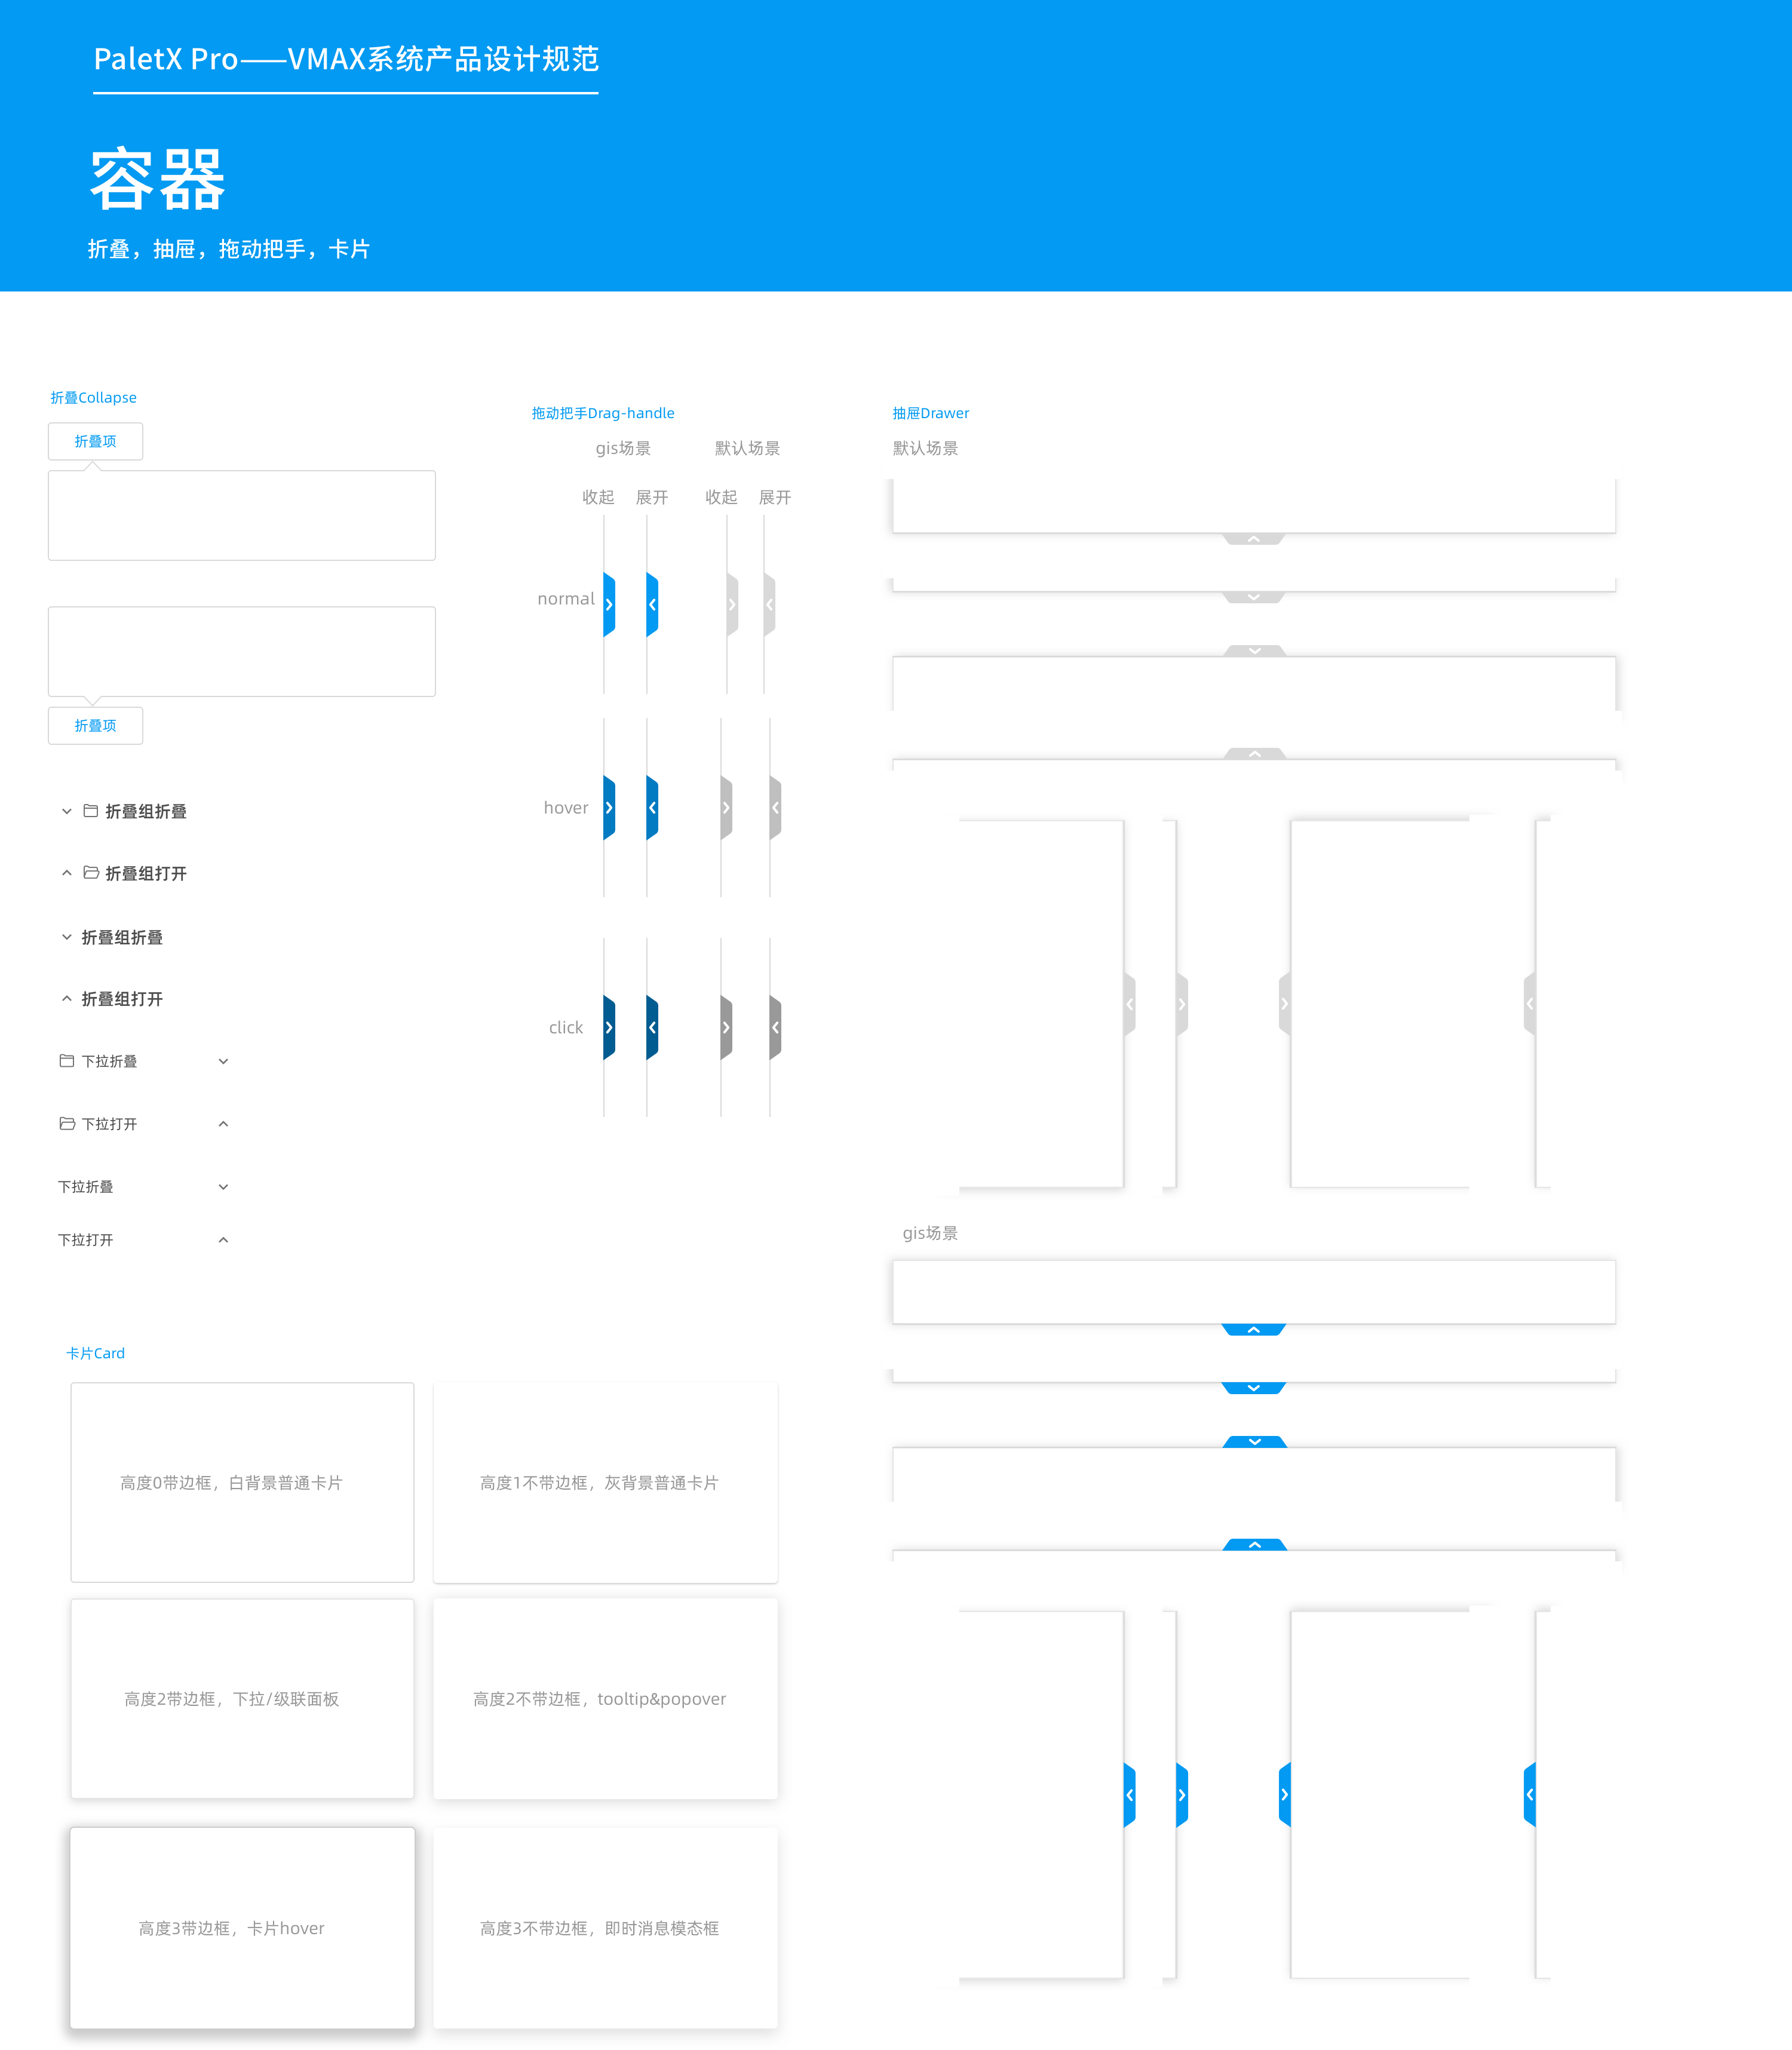 PaletX Pro——VMAX系统产品设计规范
容器
折叠，抽屉，拖动把手，卡片
折叠Collapse
折叠项
折叠项
折叠组折叠
折叠组打开
折叠组折叠
折叠组打开
下拉折叠
下拉打开
下拉折叠
下拉打开
拖动把手Drag-handle
gis场景 默认场景
收起 展开 收起 展开
normal
hover
click
抽屉Drawer
默认场景
gis场景
卡片Card
高度0带边框，白背景普通卡片
高度1不带边框，灰背景普通卡片
高度2带边框，下拉/级联面板
高度2不带边框，tooltip&popover
高度3带边框，卡片hover
高度3不带边框，即时消息模态框